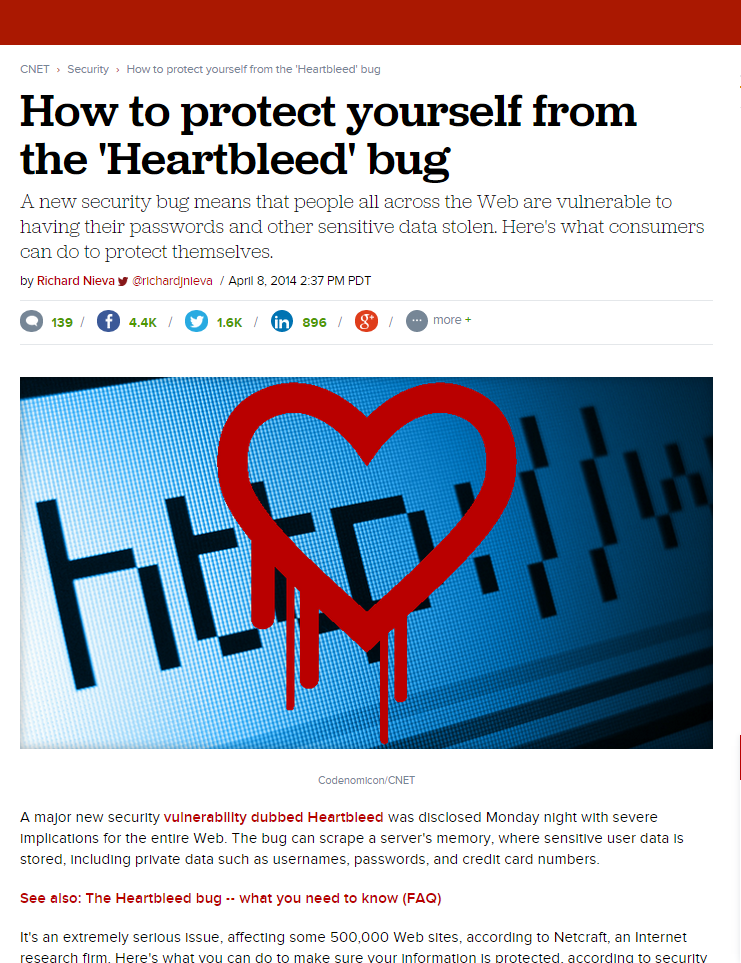 CNET › Security › How to protect yourself from the 'Heartbleed' bug
How to protect yourself from
the 'Heartbleed' bug
A new security bug means that people all across the Web are vulnerable to
having their passwords and other sensitive data stolen. Here's what consumers
can do to protect themselves.
by Richard Nieva @richardjnieva / April 8, 2014 2:37 PM PDT
139 / f 4.4K / 1.6K / in 896 / g+ / ... more +
http://w
Codenomicon/CNET
A major new security vulnerability dubbed Heartbleed was disclosed Monday night with severe
implications for the entire Web. The bug can scrape a server's memory, where sensitive user data is
stored, including private data such as usernames, passwords, and credit card numbers.
See also: The Heartbleed bug -- what you need to know (FAQ)
It's an extremely serious issue, affecting some 500,000 Web sites, according to Netcraft, an Internet
research firm. Here's what you can do to make sure your information is protected, according to security